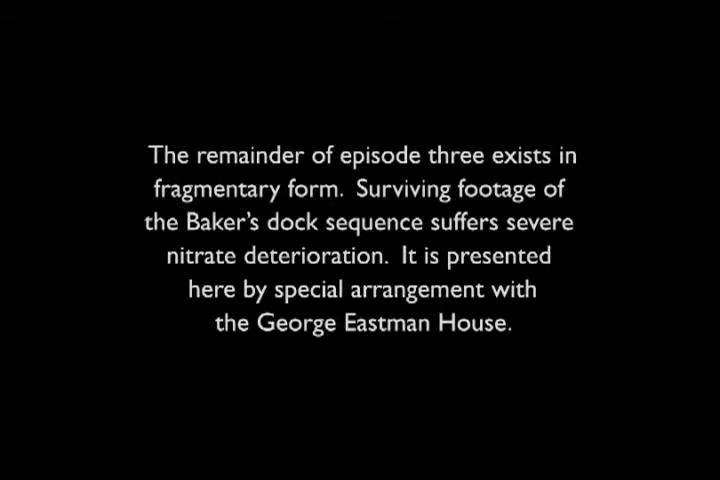 The remainder of episode three exists in
fragmentary form. Surviving footage of
the Baker's dock sequence suffers severe
nitrate deterioration. It is presented
here by special arrangement with
the George Eastman House.